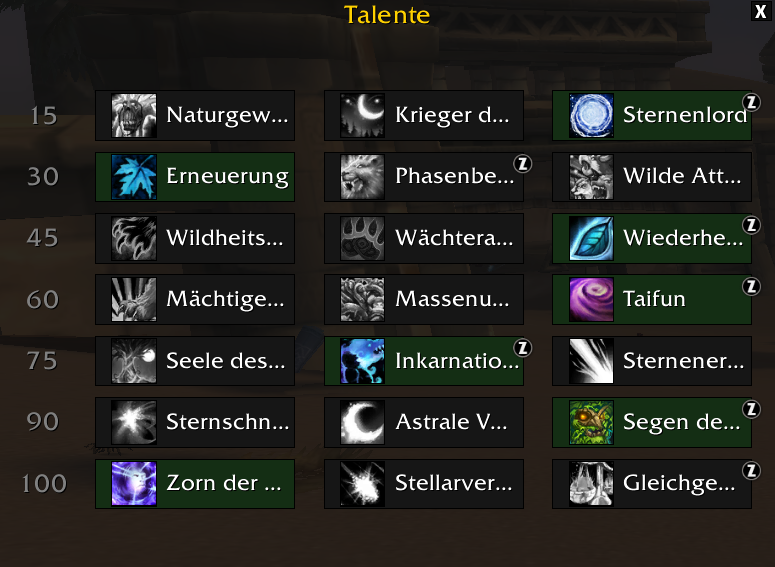 Talente X
15 Naturgew... Krieger d... Sternenlord Z
30 Erneuerung Phasenbe... Z Wilde Att...
45 Wildheits... Wächtera... Wiederhe... Z
60 Mächtige... Massenu... Taifun Z
75 Seele des... Inkarnatio... Z Sternener...
90 Sternschn... Astrale V... Segen de... Z
100 Zorn der ... Stellarver... Gleichge... Z